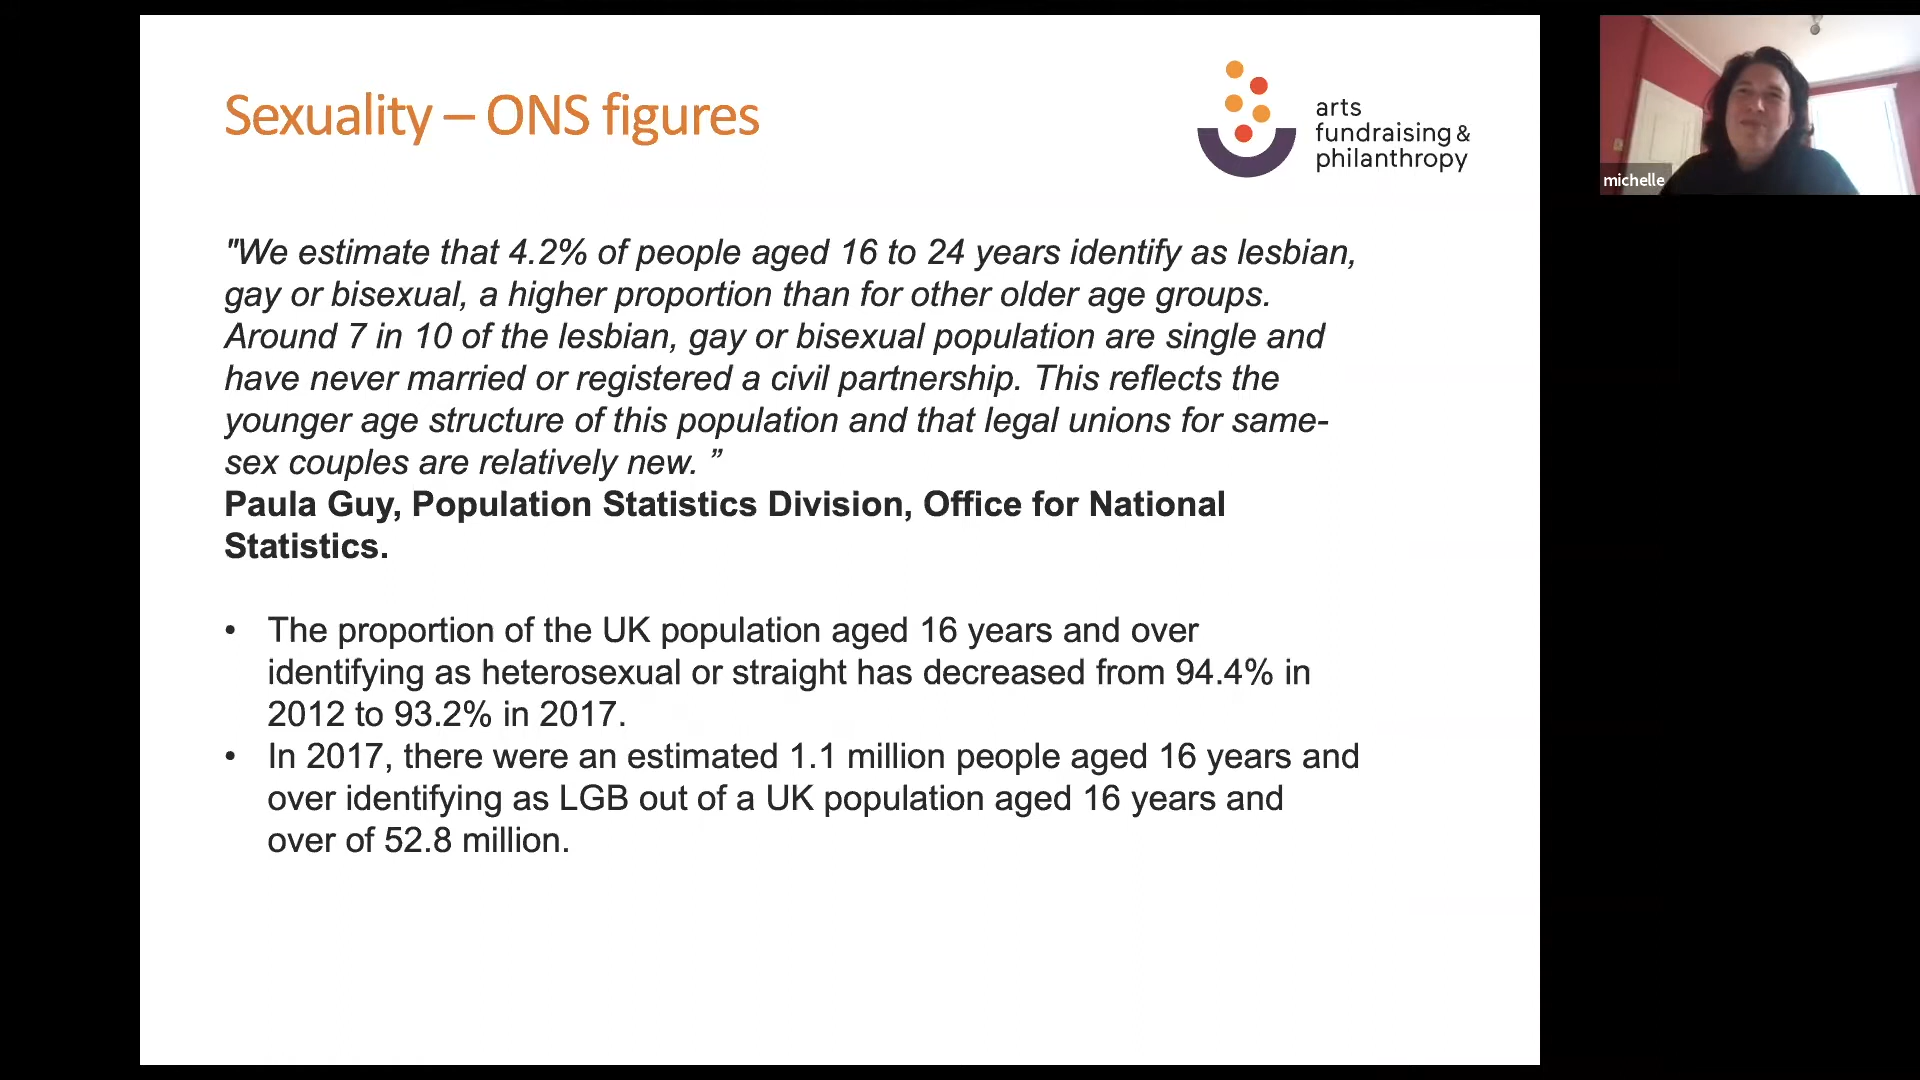 Sexuality – ONS figures
arts
fundraising &
philanthropy
michelle
"We estimate that 4.2% of people aged 16 to 24 years identify as lesbian,
gay or bisexual, a higher proportion than for other older age groups.
Around 7 in 10 of the lesbian, gay or bisexual population are single and
have never married or registered a civil partnership. This reflects the
younger age structure of this population and that legal unions for same-
sex couples are relatively new. ”
Paula Guy, Population Statistics Division, Office for National
Statistics.
• The proportion of the UK population aged 16 years and over
identifying as heterosexual or straight has decreased from 94.4% in
2012 to 93.2% in 2017.
• In 2017, there were an estimated 1.1 million people aged 16 years and
over identifying as LGB out of a UK population aged 16 years and
over of 52.8 million.